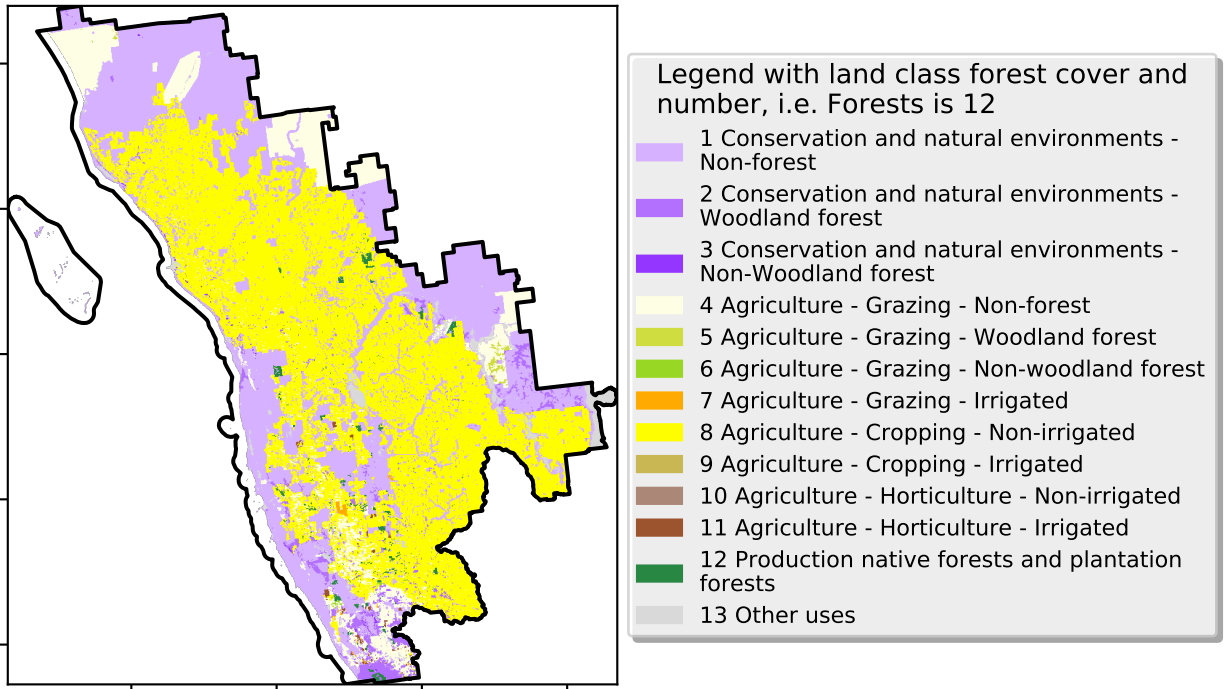 Legend with land class forest cover and
number, i.e. Forests is 12
1 Conservation and natural environments -
Non-forest
2 Conservation and natural environments -
Woodland forest
3 Conservation and natural environments -
Non-Woodland forest
4 Agriculture - Grazing - Non-forest
5 Agriculture - Grazing - Woodland forest
6 Agriculture - Grazing - Non-woodland forest
7 Agriculture - Grazing - Irrigated
8 Agriculture - Cropping - Non-irrigated
9 Agriculture - Cropping - Irrigated
10 Agriculture - Horticulture - Non-irrigated
11 Agriculture - Horticulture - Irrigated
12 Production native forests and plantation
forests
13 Other uses